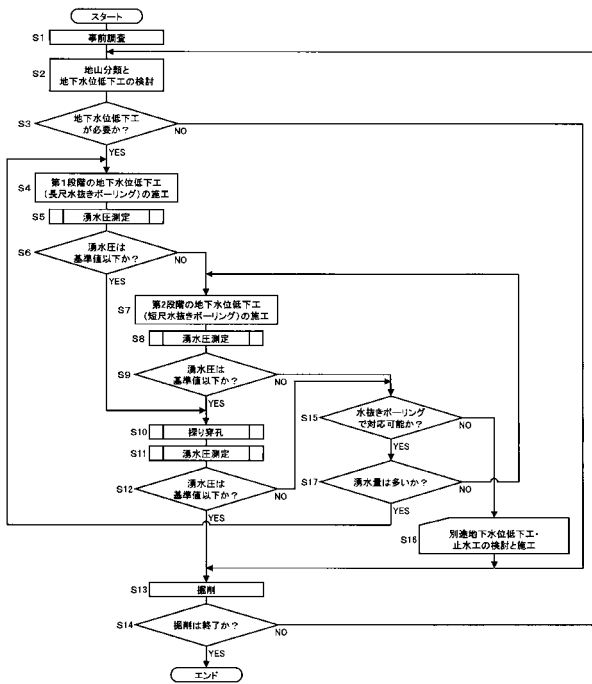 スタート
S1
事前調査
S2
地山分類と
地下水位低下工の検討
S3
地下水位低下工
が必要か？
NO
YES
S4
第1段階の地下水位低下工
（長尺水抜きボーリング）の施工
S5
湧水圧測定
S6
湧水圧は
基準値以下か？
NO
YES
S7
第2段階の地下水位低下工
（短尺水抜きボーリング）の施工
S8
湧水圧測定
S9
湧水圧は
基準値以下か？
NO
YES
S10
探り穿孔
S11
湧水圧測定
S12
湧水圧は
基準値以下か？
NO
YES
S15
水抜きボーリング
で対応可能か？
NO
YES
S17
湧水量は多いか？
NO
YES
S16
別途地下水位低下工・
止水工の検討と施工
S13
掘削
S14
掘削は終了か？
NO
YES
エンド